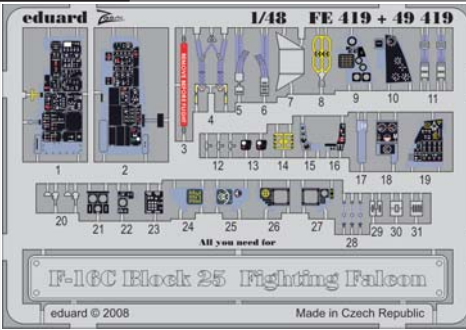 eduard Zoom 1/48 FE 419 + 49 419
REMOVE BEFORE FLIGHT
1 2 3 4 5 6 7 8 9 10 11
12 13 14 15 16 17 18 19
20 21 22 23 24 25 26 27 28 29 30 31
All you need for
F-16C Block 25 Fighting Falcon
eduard © 2008 Made in Czech Republic